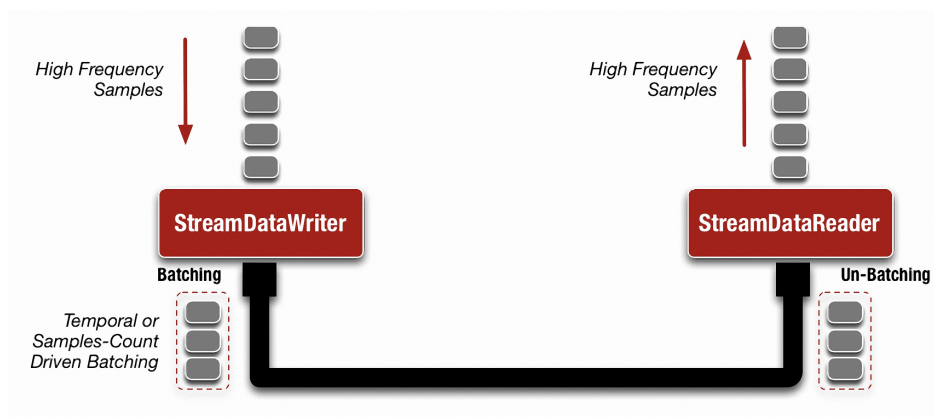 High Frequency
Samples
High Frequency
Samples
StreamDataWriter
StreamDataReader
Batching
Un-Batching
Temporal or
Samples-Count
Driven Batching